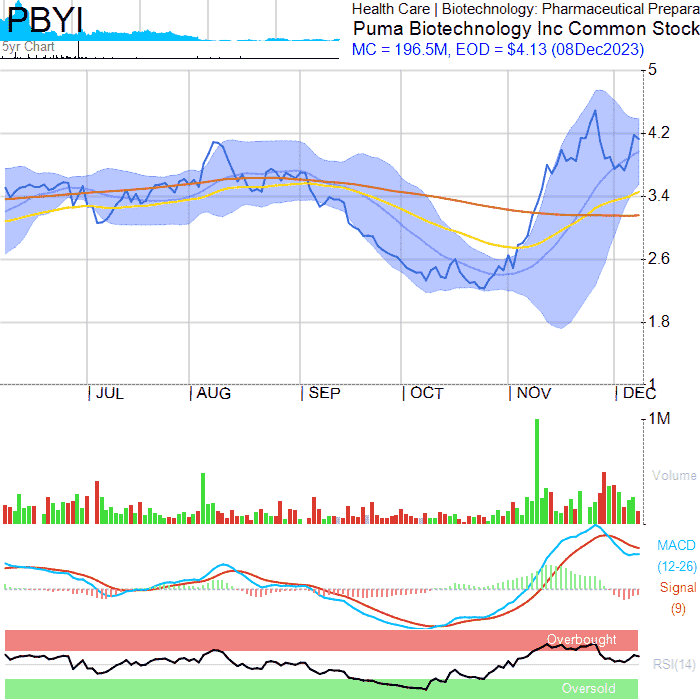 PBYI
5yr Chart
Health Care | Biotechnology: Pharmaceutical Prepara
Puma Biotechnology Inc Common Stock
MC = 196.5M, EOD = $4.13 (08Dec2023)
5
4.2
3.4
2.6
1.8
1
JUL AUG SEP OCT NOV DEC
1M
Volume
MACD
(12-26)
Signal
(9)
Overbought
RSI(14)
Oversold